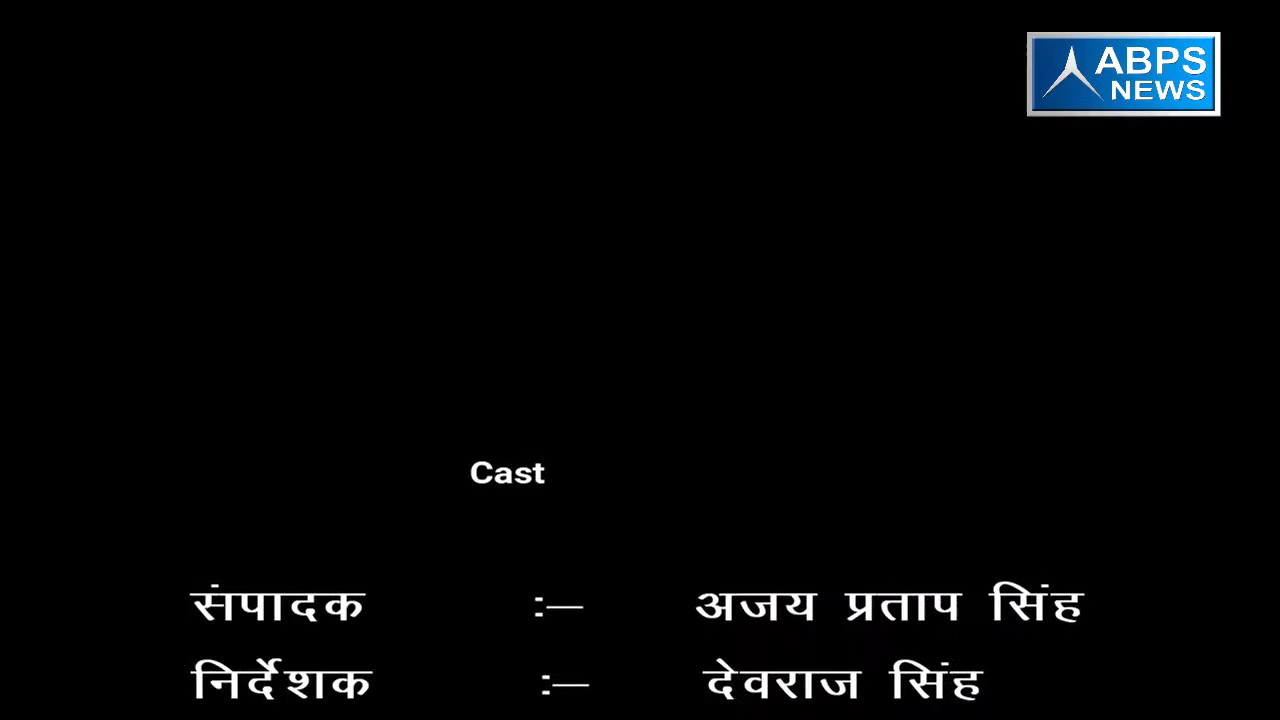 ABPS
NEWS
Cast
संपादक :— अजय प्रताप सिंह
निर्देशक :— देवराज सिंह